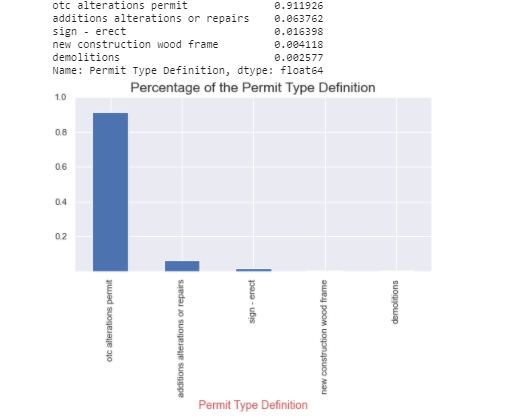 otc alterations permit 0.911926
additions alterations or repairs 0.063762
sign - erect 0.016398
new construction wood frame 0.004118
demolitions 0.002577
Name: Permit Type Definition, dtype: float64
Percentage of the Permit Type Definition
1.0
0.8
0.6
0.4
0.2
otc alterations permit
additions alterations or repairs
sign - erect
new construction wood frame
demolitions
Permit Type Definition